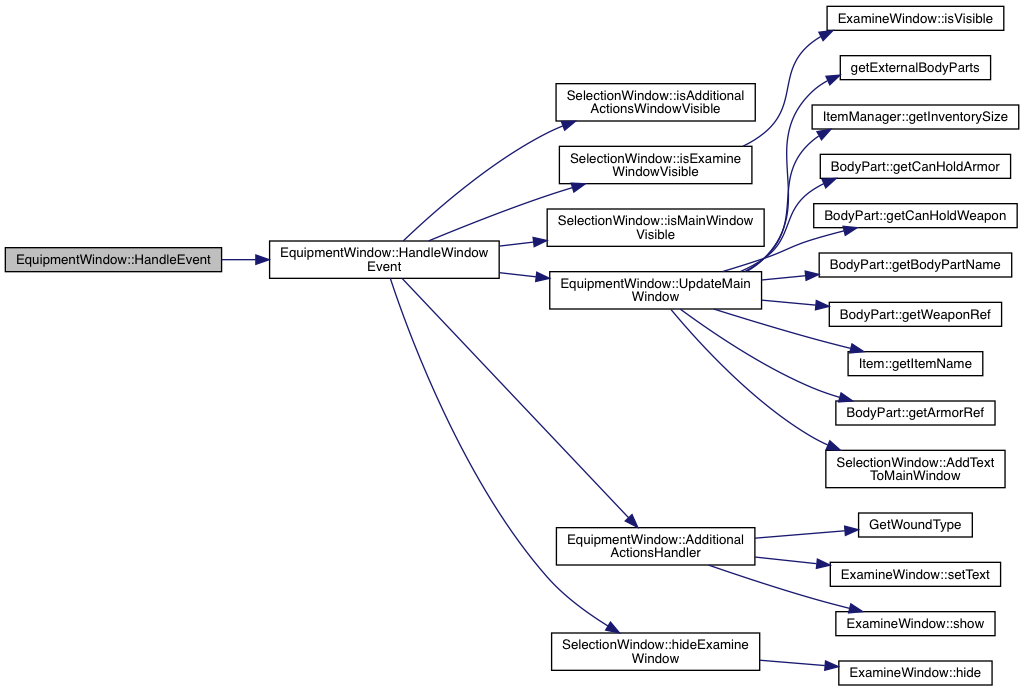 EquipmentWindow::HandleEvent
EquipmentWindow::HandleWindow
Event
SelectionWindow::isAdditional
ActionsWindowVisible
SelectionWindow::isExamine
WindowVisible
SelectionWindow::isMainWindow
Visible
EquipmentWindow::UpdateMain
Window
EquipmentWindow::Additional
ActionsHandler
SelectionWindow::hideExamine
Window
ExamineWindow::isVisible
getExternalBodyParts
ItemManager::getInventorySize
BodyPart::getCanHoldArmor
BodyPart::getCanHoldWeapon
BodyPart::getBodyPartName
BodyPart::getWeaponRef
Item::getItemName
BodyPart::getArmorRef
SelectionWindow::AddText
ToMainWindow
GetWoundType
ExamineWindow::setText
ExamineWindow::show
ExamineWindow::hide